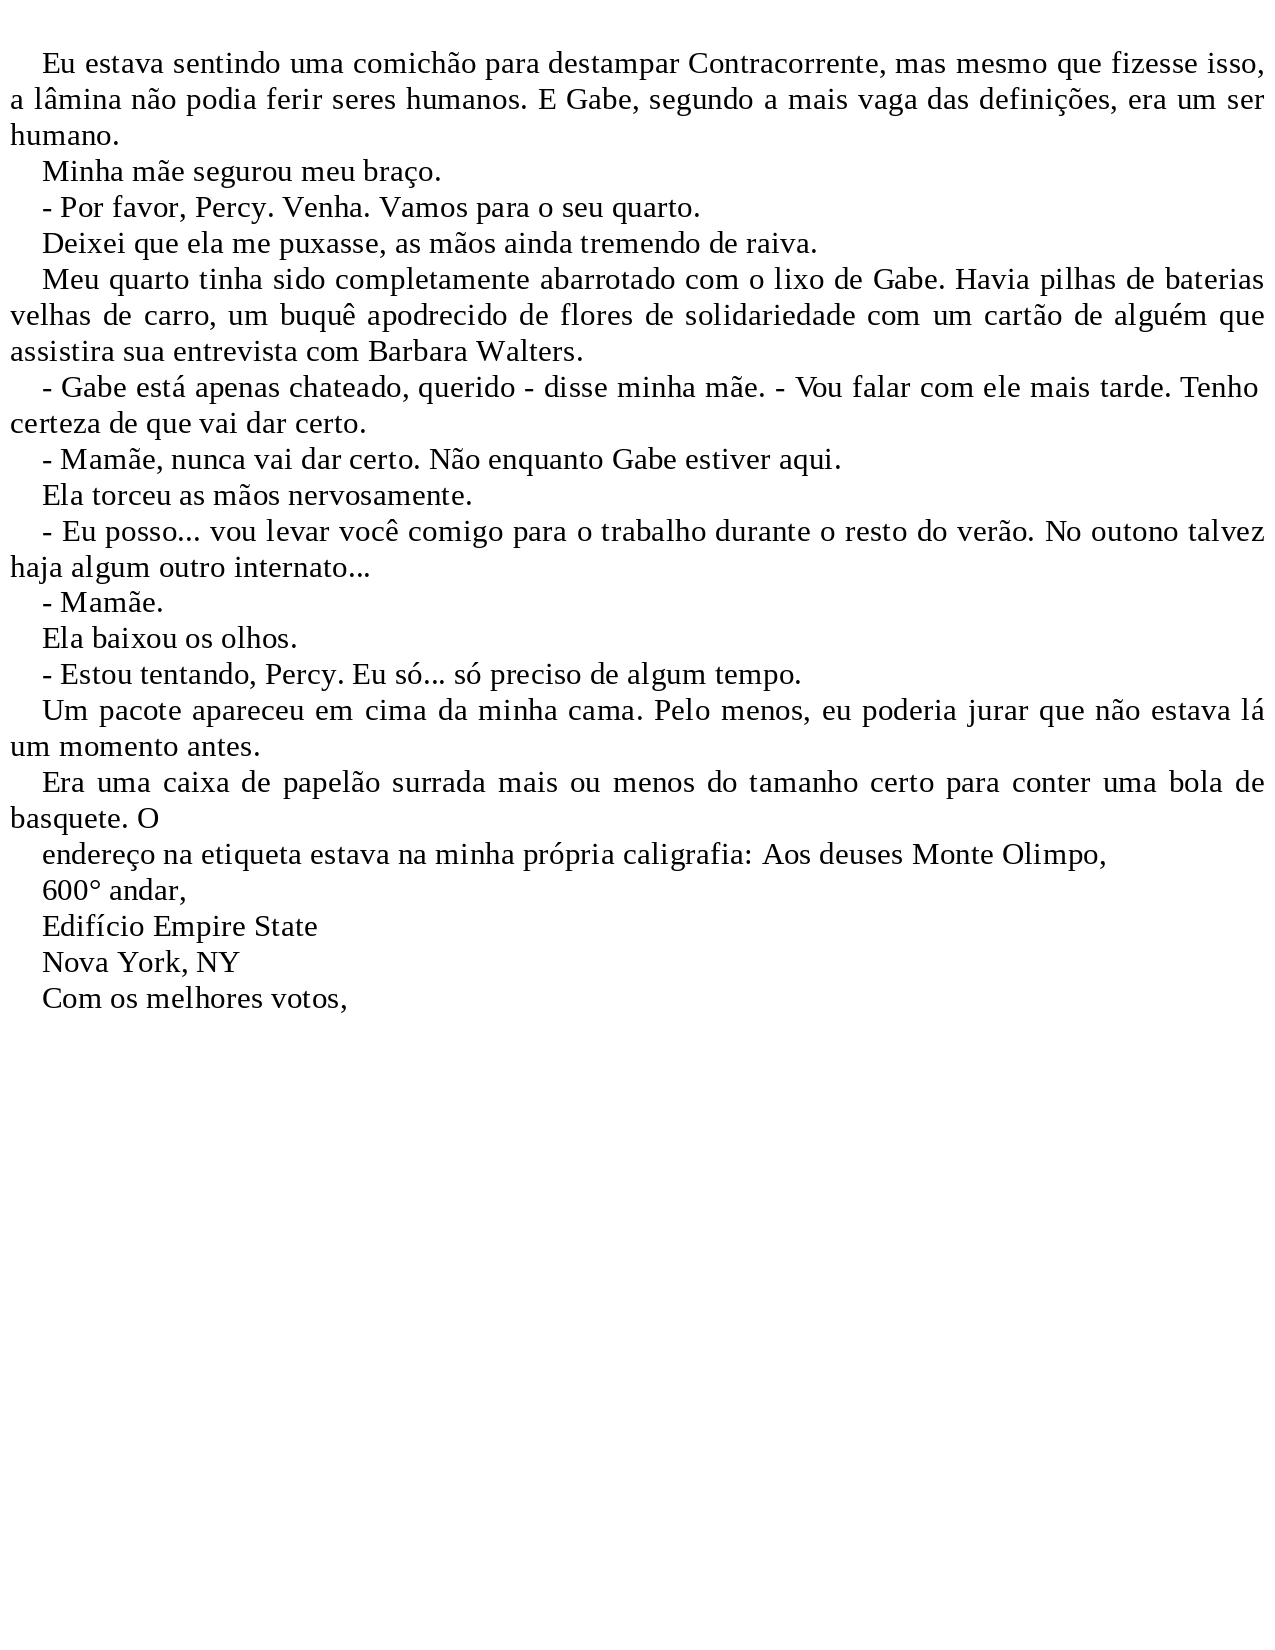 Eu estava sentindo uma comichão para destampar Contracorrente, mas mesmo que fizesse isso,
a lâmina não podia ferir seres humanos. E Gabe, segundo a mais vaga das definições, era um ser
humano.
Minha mãe segurou meu braço.
- Por favor, Percy. Venha. Vamos para o seu quarto.
Deixei que ela me puxasse, as mãos ainda tremendo de raiva.
Meu quarto tinha sido completamente abarrotado com o lixo de Gabe. Havia pilhas de baterias
velhas de carro, um buquê apodrecido de flores de solidariedade com um cartão de alguém que
assistira sua entrevista com Barbara Walters.
- Gabe está apenas chateado, querido - disse minha mãe. - Vou falar com ele mais tarde. Tenho
certeza de que vai dar certo.
- Mamãe, nunca vai dar certo. Não enquanto Gabe estiver aqui.
Ela torceu as mãos nervosamente.
- Eu posso... vou levar você comigo para o trabalho durante o resto do verão. No outono talvez
haja algum outro internato...
- Mamãe.
Ela baixou os olhos.
- Estou tentando, Percy. Eu só... só preciso de algum tempo.
Um pacote apareceu em cima da minha cama. Pelo menos, eu poderia jurar que não estava lá
um momento antes.
Era uma caixa de papelão surrada mais ou menos do tamanho certo para conter uma bola de
basquete. O
endereço na etiqueta estava na minha própria caligrafia: Aos deuses Monte Olimpo,
600° andar,
Edifício Empire State
Nova York, NY
Com os melhores votos,